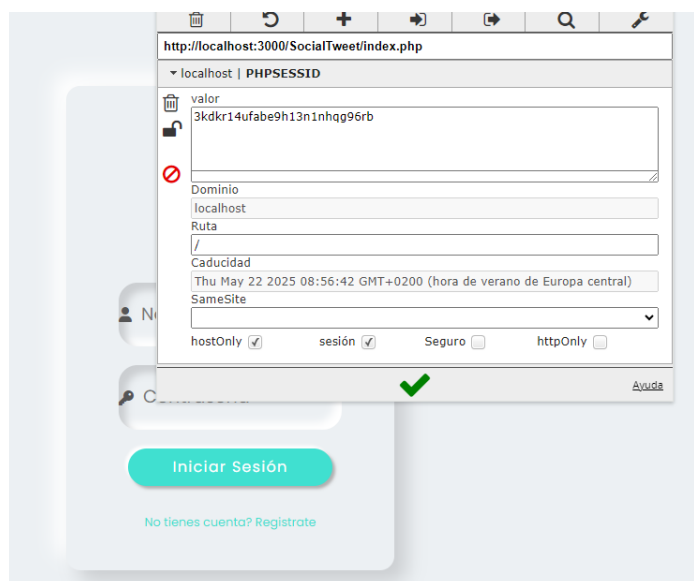 http://localhost:3000/SocialTweet/index.php
localhost | PHPSESSID
valor
3kdkr14ufabe9h13n1nhqg96rb
Dominio
localhost
Ruta
/
Caducidad
Thu May 22 2025 08:56:42 GMT+0200 (hora de verano de Europa central)
SameSite
hostOnly sesión Seguro httpOnly
Ayuda
Iniciar Sesión
No tienes cuenta? Registrate